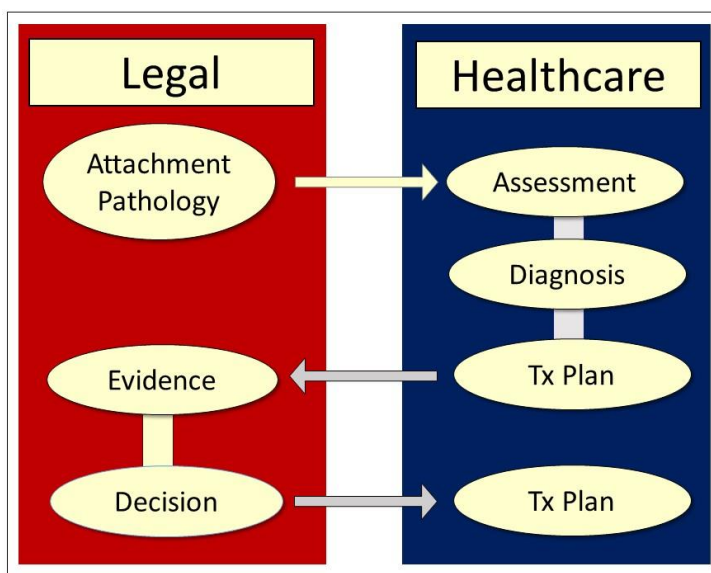 Legal
Healthcare
Attachment
Pathology
Assessment
Diagnosis
Evidence
Tx Plan
Decision
Tx Plan